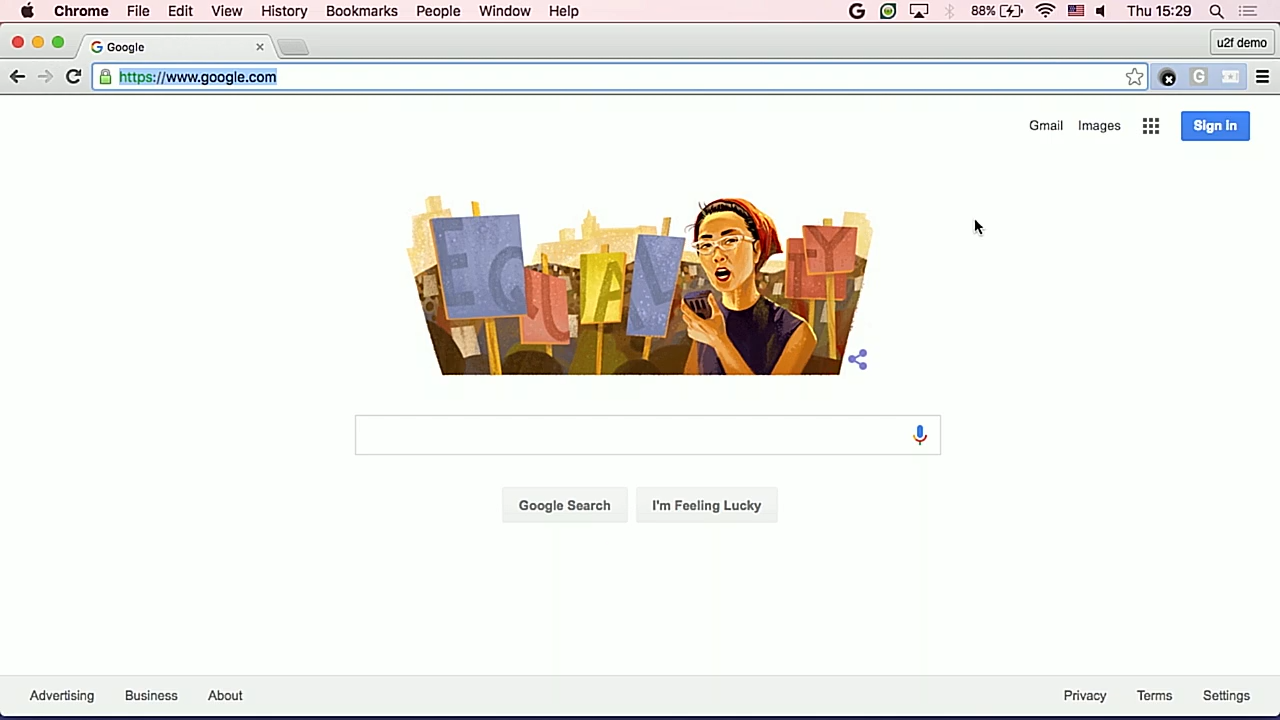 Chrome File Edit View History Bookmarks People Window Help 88% Thu 15:29
Google u2f demo
https://www.google.com
Gmail Images Sign in
EQUALITY
Google Search I'm Feeling Lucky
Advertising Business About Privacy Terms Settings